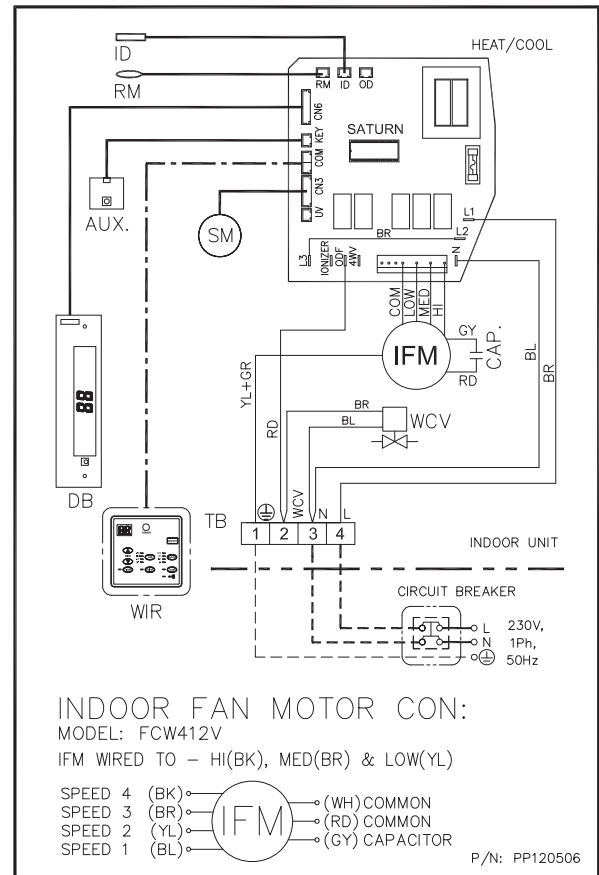 HEAT/COOL
ID
RM
RM ID OD
CN6
KEY
COM
CN3
UV
SATURN
AUX.
SM
L1
L2
BR
L3
IONIZER
ODF
4WV
N
COM
LOW
MED
HI
GY
CAP.
IFM
RD
YL+GR
RD
BR
BL
WCV
BL
BR
88
DB
WIR
TB
WCV
N
L
1 2 3 4
INDOOR UNIT
CIRCUIT BREAKER
L
N
230V,
1Ph,
50Hz
INDOOR FAN MOTOR CON:
MODEL: FCW412V
IFM WIRED TO – HI(BK), MED(BR) & LOW(YL)
SPEED 4 (BK)
SPEED 3 (BR)
SPEED 2 (YL)
SPEED 1 (BL)
IFM
(WH) COMMON
(RD) COMMON
(GY) CAPACITOR
P/N: PP120506